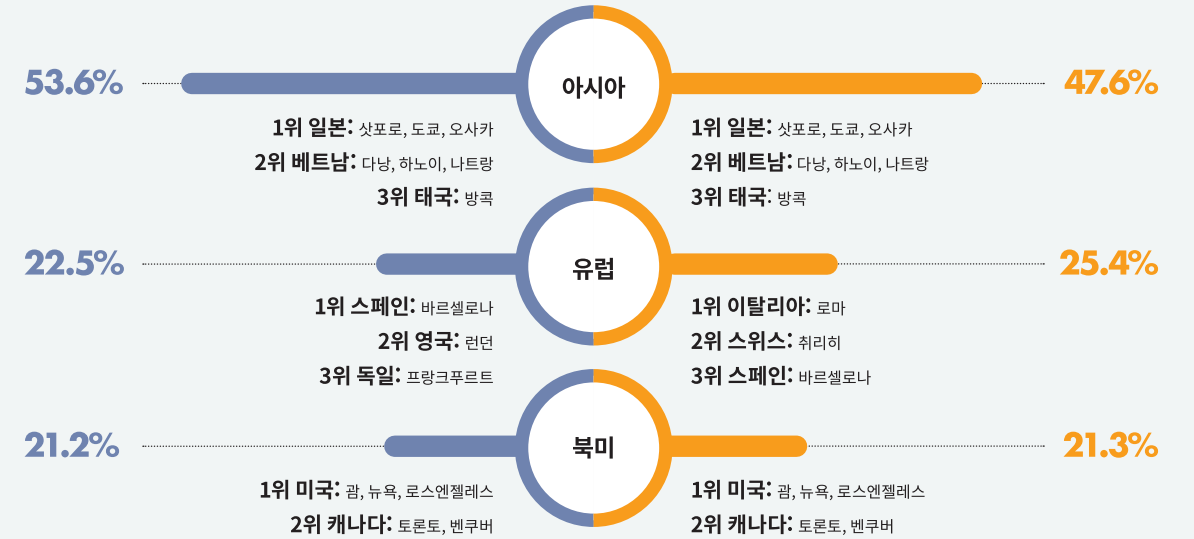 53.6% 아시아 47.6%
1위 일본: 삿포로, 도쿄, 오사카 1위 일본: 삿포로, 도쿄, 오사카
2위 베트남: 다낭, 하노이, 나트랑 2위 베트남: 다낭, 하노이, 나트랑
3위 태국: 방콕 3위 태국: 방콕
22.5% 유럽 25.4%
1위 스페인: 바르셀로나 1위 이탈리아: 로마
2위 영국: 런던 2위 스위스: 취리히
3위 독일: 프랑크푸르트 3위 스페인: 바르셀로나
21.2% 북미 21.3%
1위 미국: 괌, 뉴욕, 로스엔젤레스 1위 미국: 괌, 뉴욕, 로스엔젤레스
2위 캐나다: 토론토, 벤쿠버 2위 캐나다: 토론토, 벤쿠버